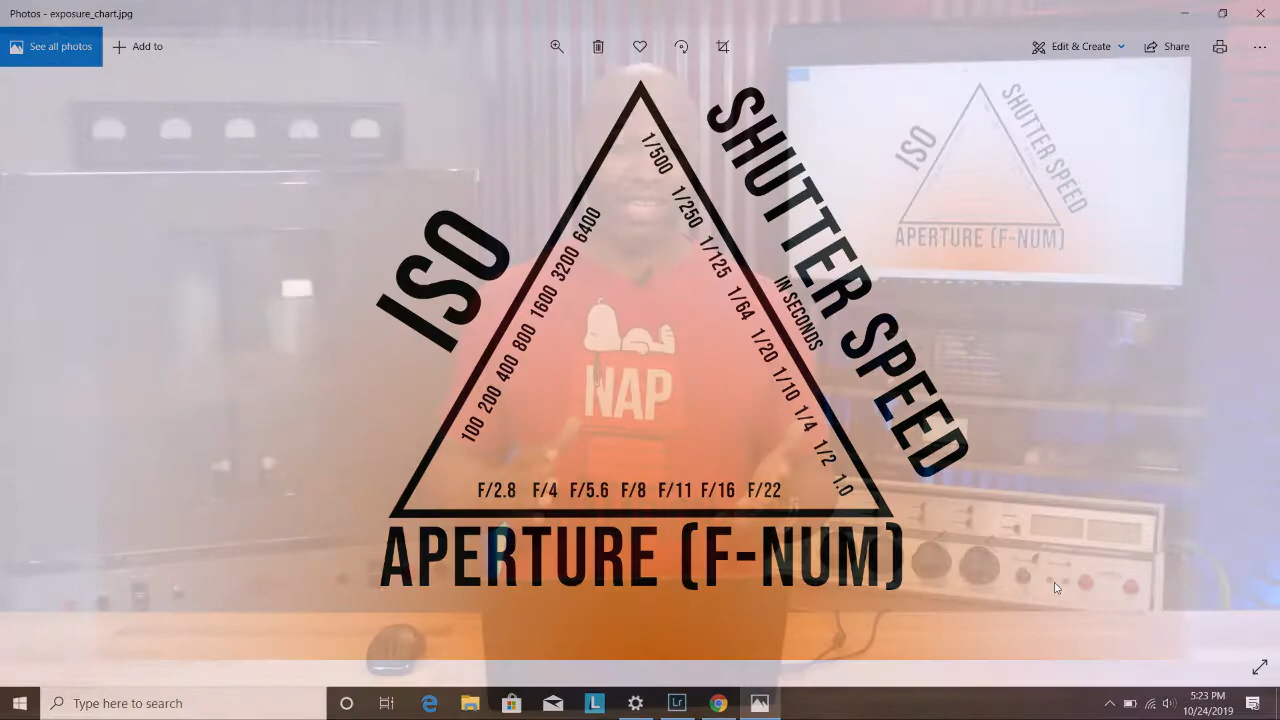 Photos - exposure_chart.jpg
See all photos
Add to
Edit & Create
Share
ISO
SHUTTER SPEED
IN SECONDS
100 200 400 800 1600 3200 6400
1/500 1/250 1/125 1/64 1/20 1/10 1/4 1/2 1.0
F/2.8 F/4 F/5.6 F/8 F/11 F/16 F/22
APERTURE (F-NUM)
NAP
ISO
SHUTTER SPEED
APERTURE (F-NUM)
Type here to search
L
Lr
5:23 PM
10/24/2019